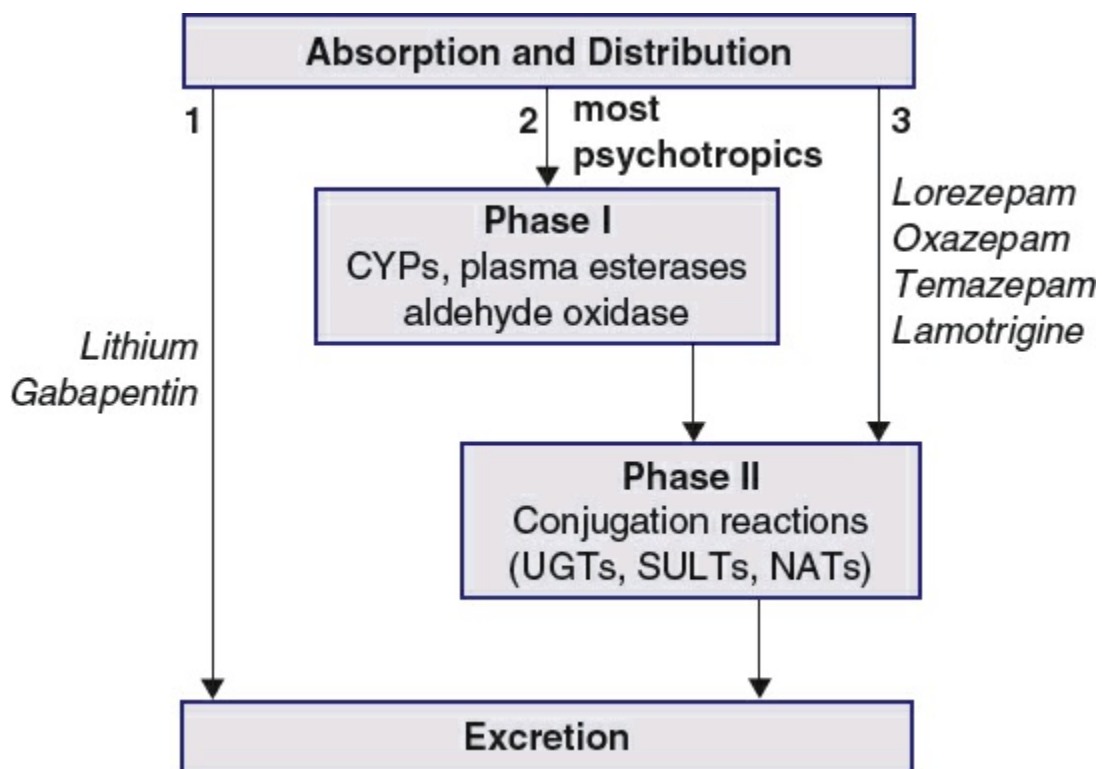 Absorption and Distribution
1
2
most
psychotropics
3
Phase I
CYPs, plasma esterases
aldehyde oxidase
Lorezepam
Oxazepam
Temazepam
Lamotrigine
Lithium
Gabapentin
Phase II
Conjugation reactions
(UGTs, SULTs, NATs)
Excretion